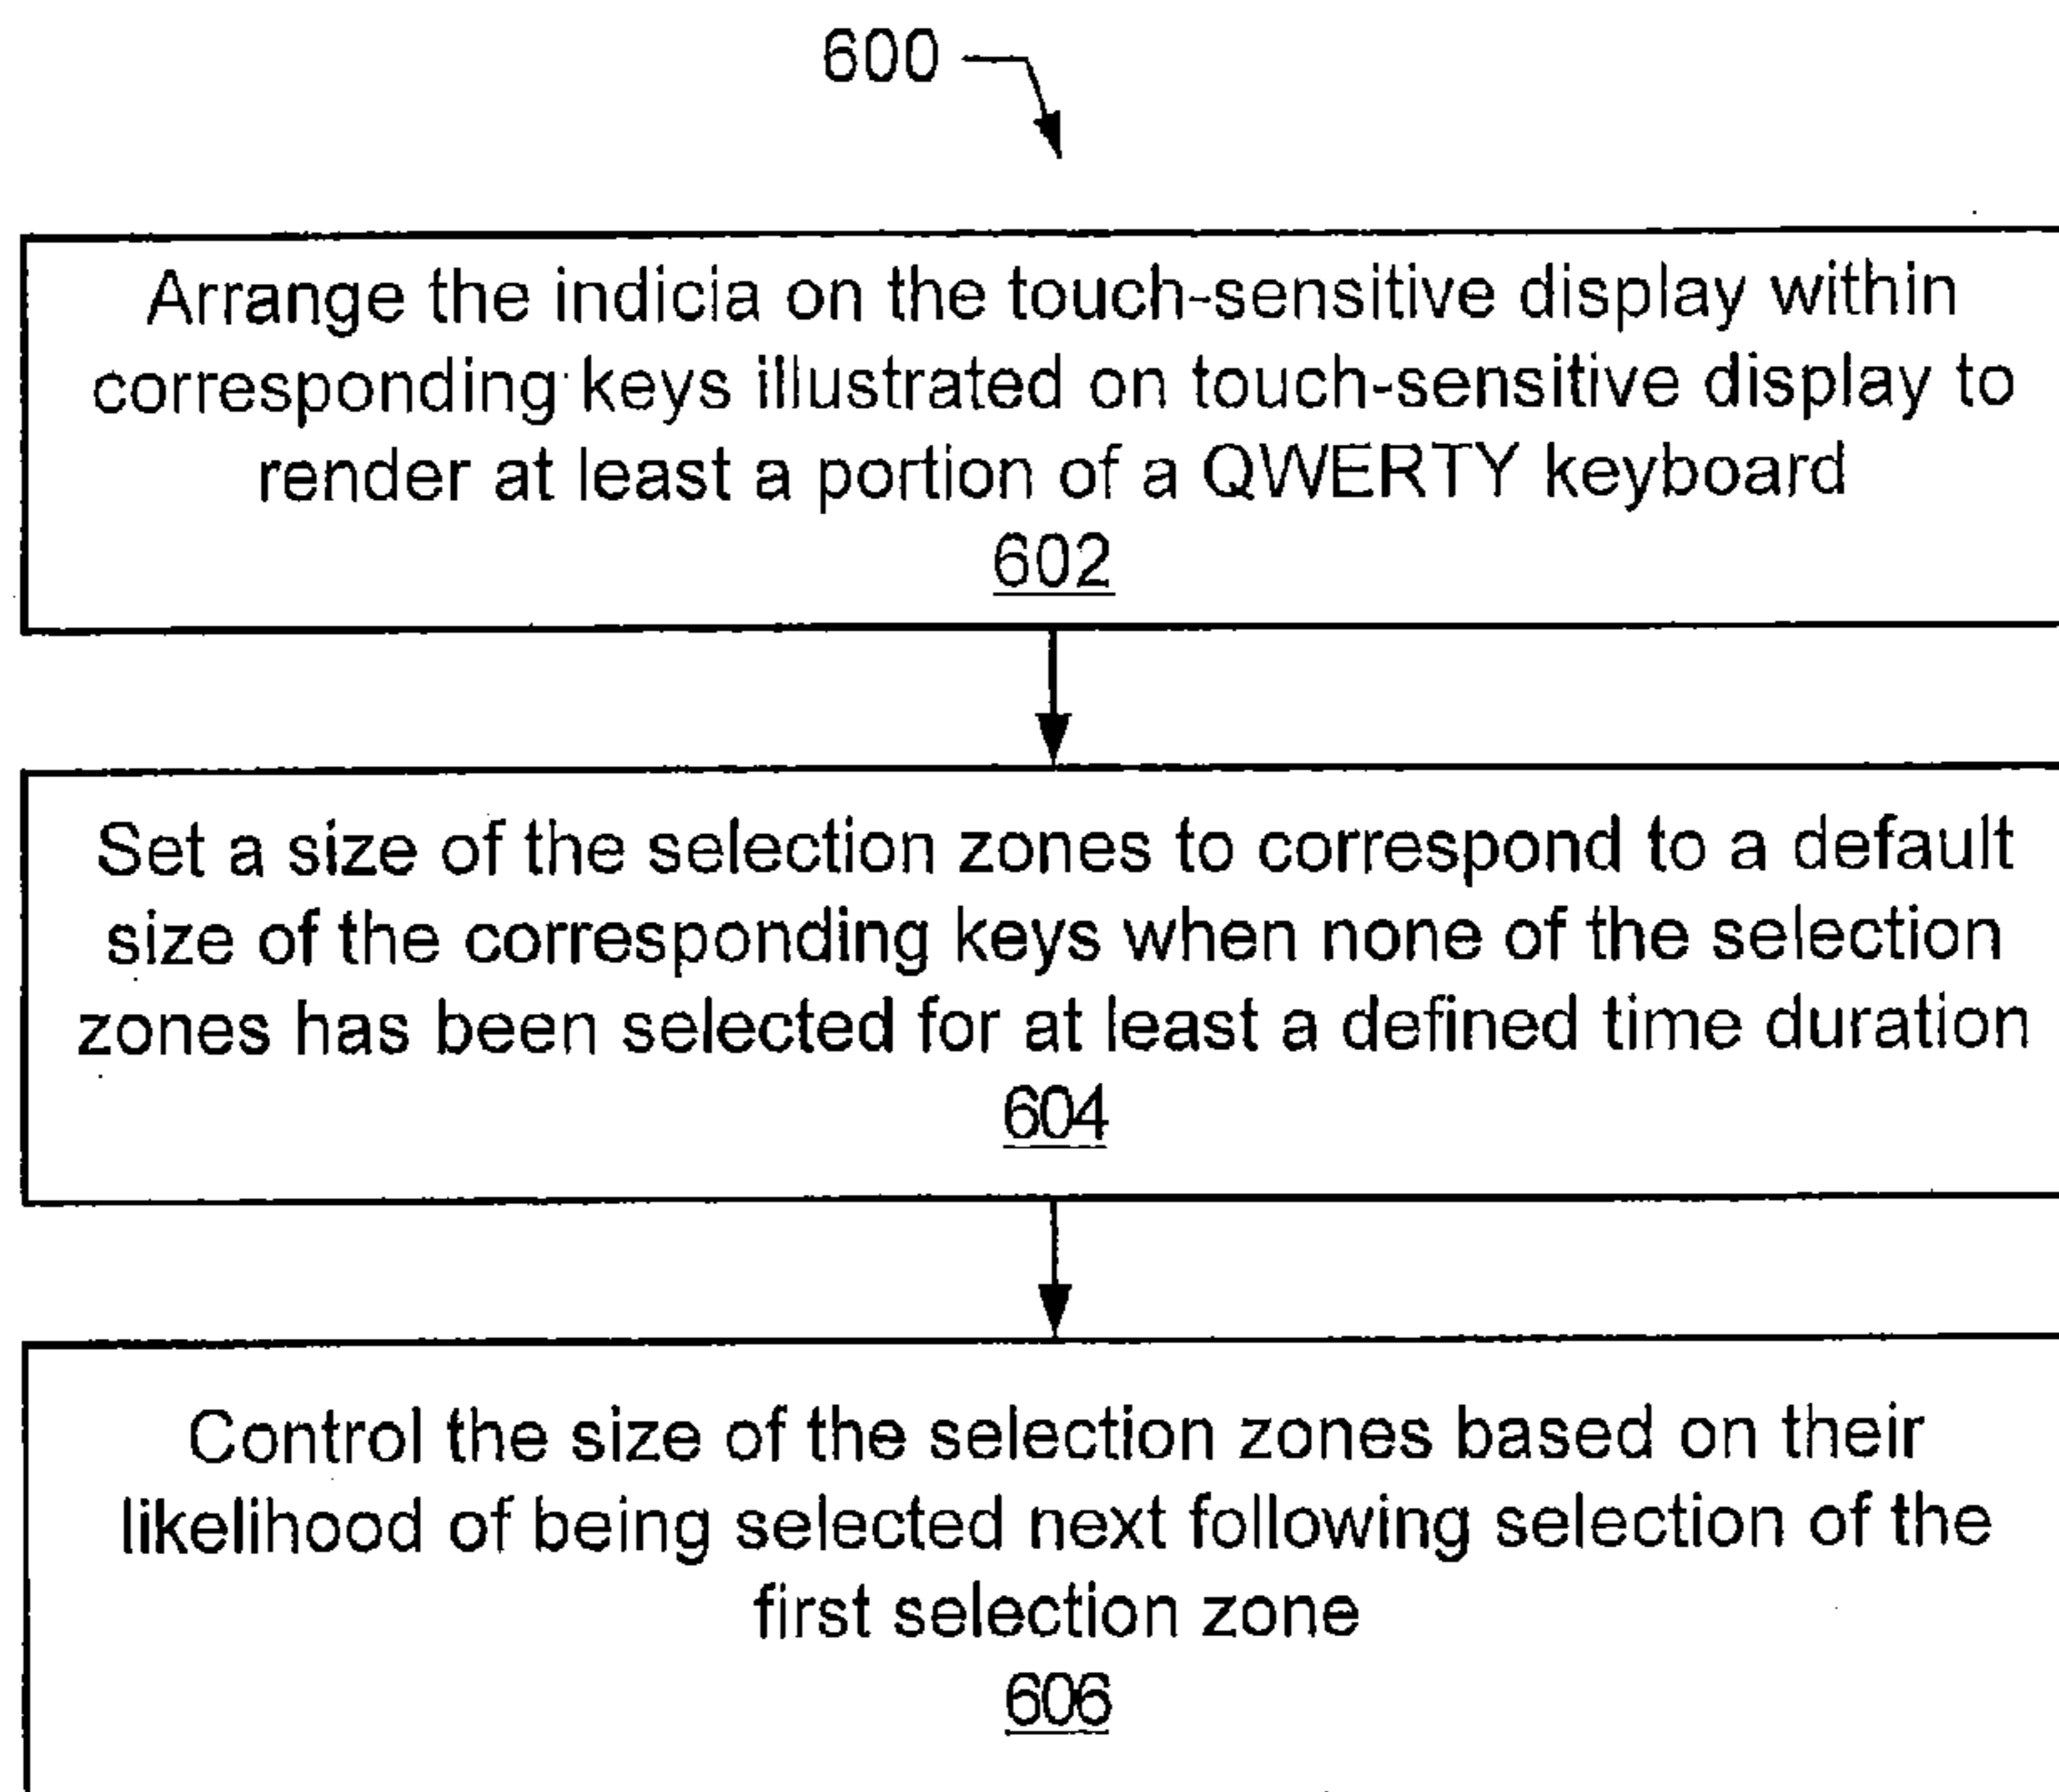 600
Arrange the indicia on the touch-sensitive display within
corresponding keys illustrated on touch-sensitive display to
render at least a portion of a QWERTY keyboard
602
Set a size of the selection zones to correspond to a default
size of the corresponding keys when none of the selection
zones has been selected for at least a defined time duration
604
Control the size of the selection zones based on their
likelihood of being selected next following selection of the
first selection zone
606